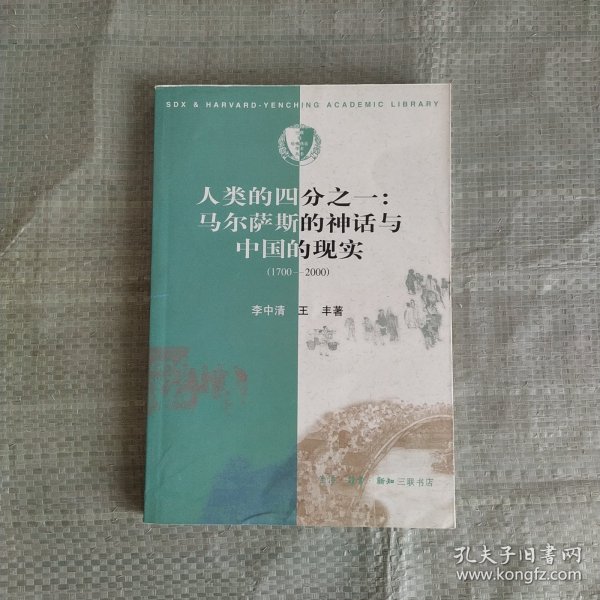 SDX & HARVARD-YENCHING ACADEMIC LIBRARY
人类的四分之一:
马尔萨斯的神话与
中国的现实
(1700--2000)
李中清 王 丰著
生活·读书·新知三联书店
孔夫子旧书网
www.kongfz.com